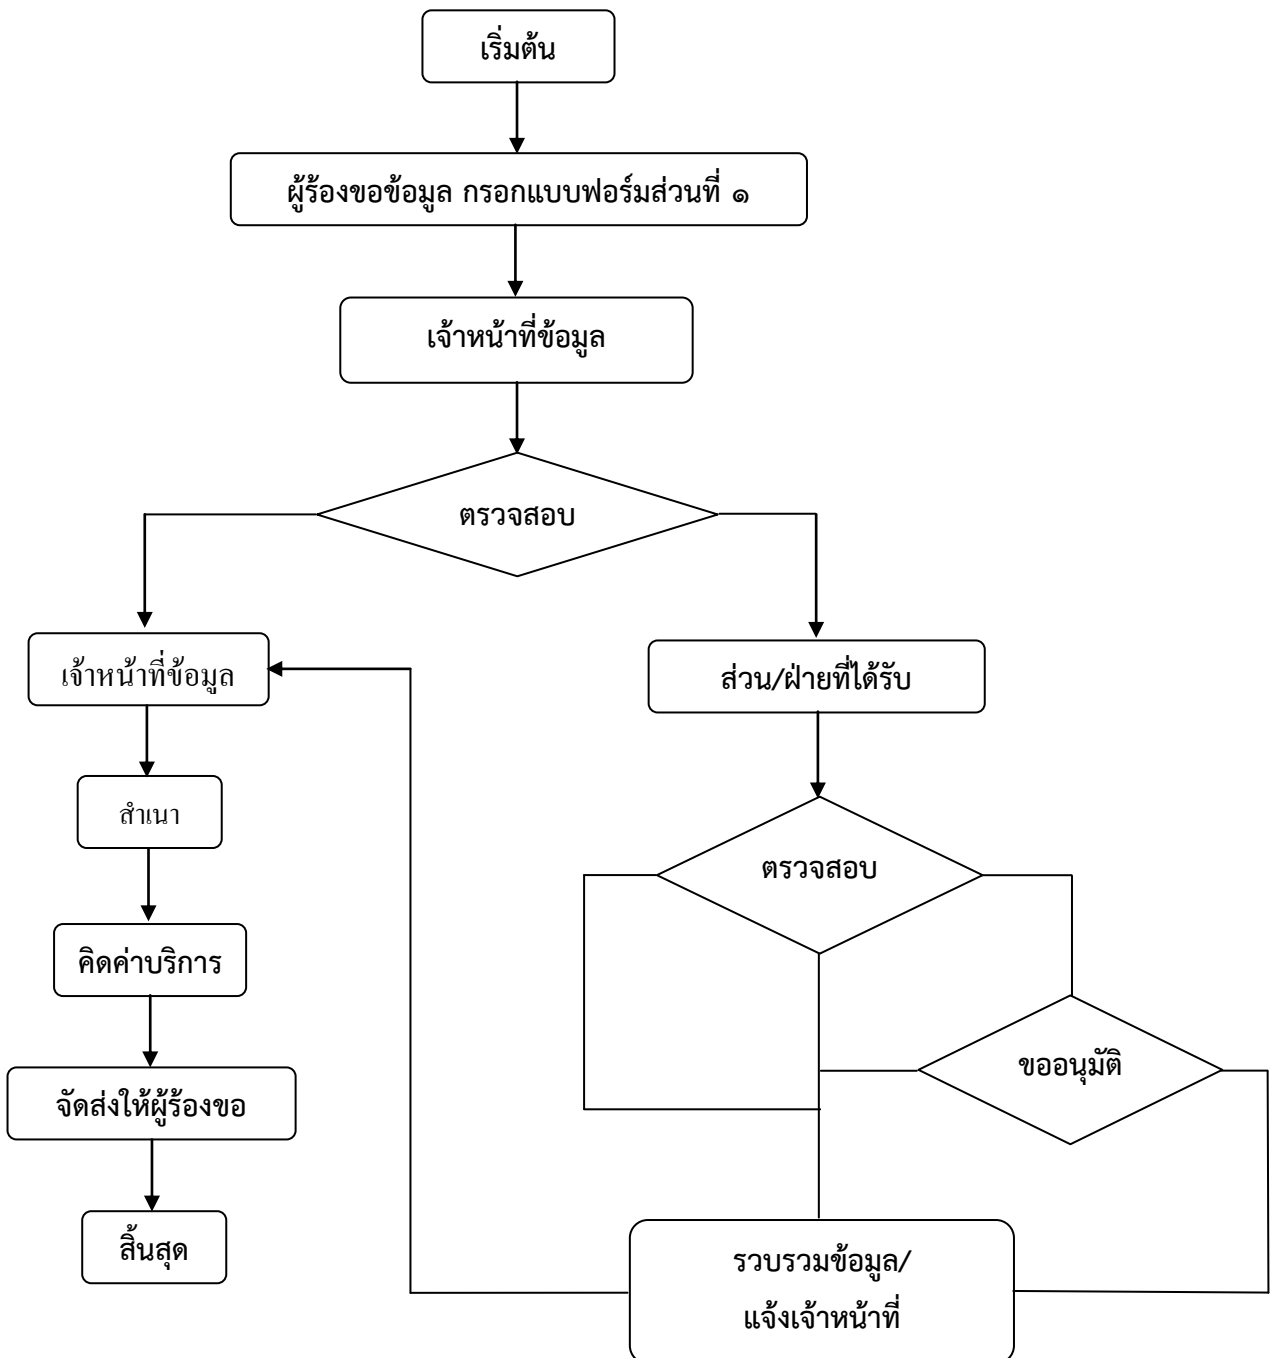 เริ่มต้น
ผู้ร้องขอข้อมูล กรอกแบบฟอร์มส่วนที่ ๑
เจ้าหน้าที่ข้อมูล
ตรวจสอบ
เจ้าหน้าที่ข้อมูล
ส่วน/ฝ่ายที่ได้รับ
สำเนา
ตรวจสอบ
คิดค่าบริการ
ขออนุมัติ
จัดส่งให้ผู้ร้องขอ
สิ้นสุด
รวบรวมข้อมูล/
แจ้งเจ้าหน้าที่